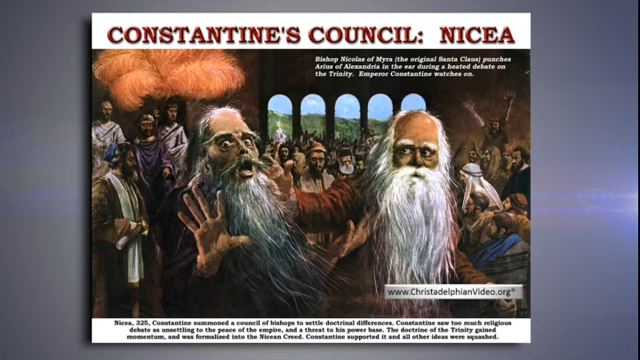 CONSTANTINE'S COUNCIL: NICEA
Bishop Nicolas of Myra (the original Santa Claus) punches
Arius of Alexandria in the ear during a heated debate on
the Trinity. Emperor Constantine watches on.
www.ChristadelphianVideo.org®
Nicea, 325, Constantine summoned a council of bishops to settle doctrinal differences. Constantine saw too much religious
debate as unsettling to the peace of the empire, and a threat to his power base. The doctrine of the Trinity gained
momentum, and was formalized into the Nicean Creed. Constantine supported it and all other ideas were squashed.